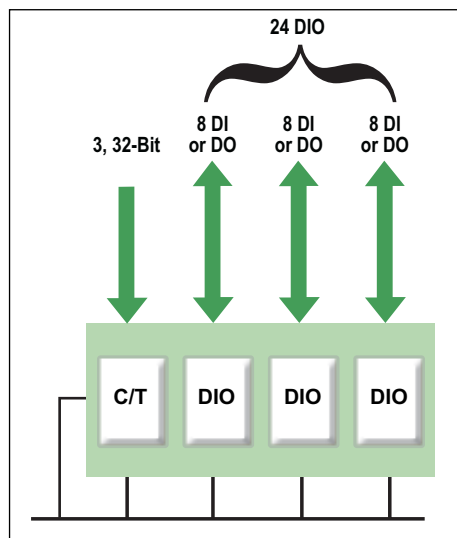 24 DIO
3, 32-Bit
8 DI
or DO
8 DI
or DO
8 DI
or DO
C/T
DIO
DIO
DIO